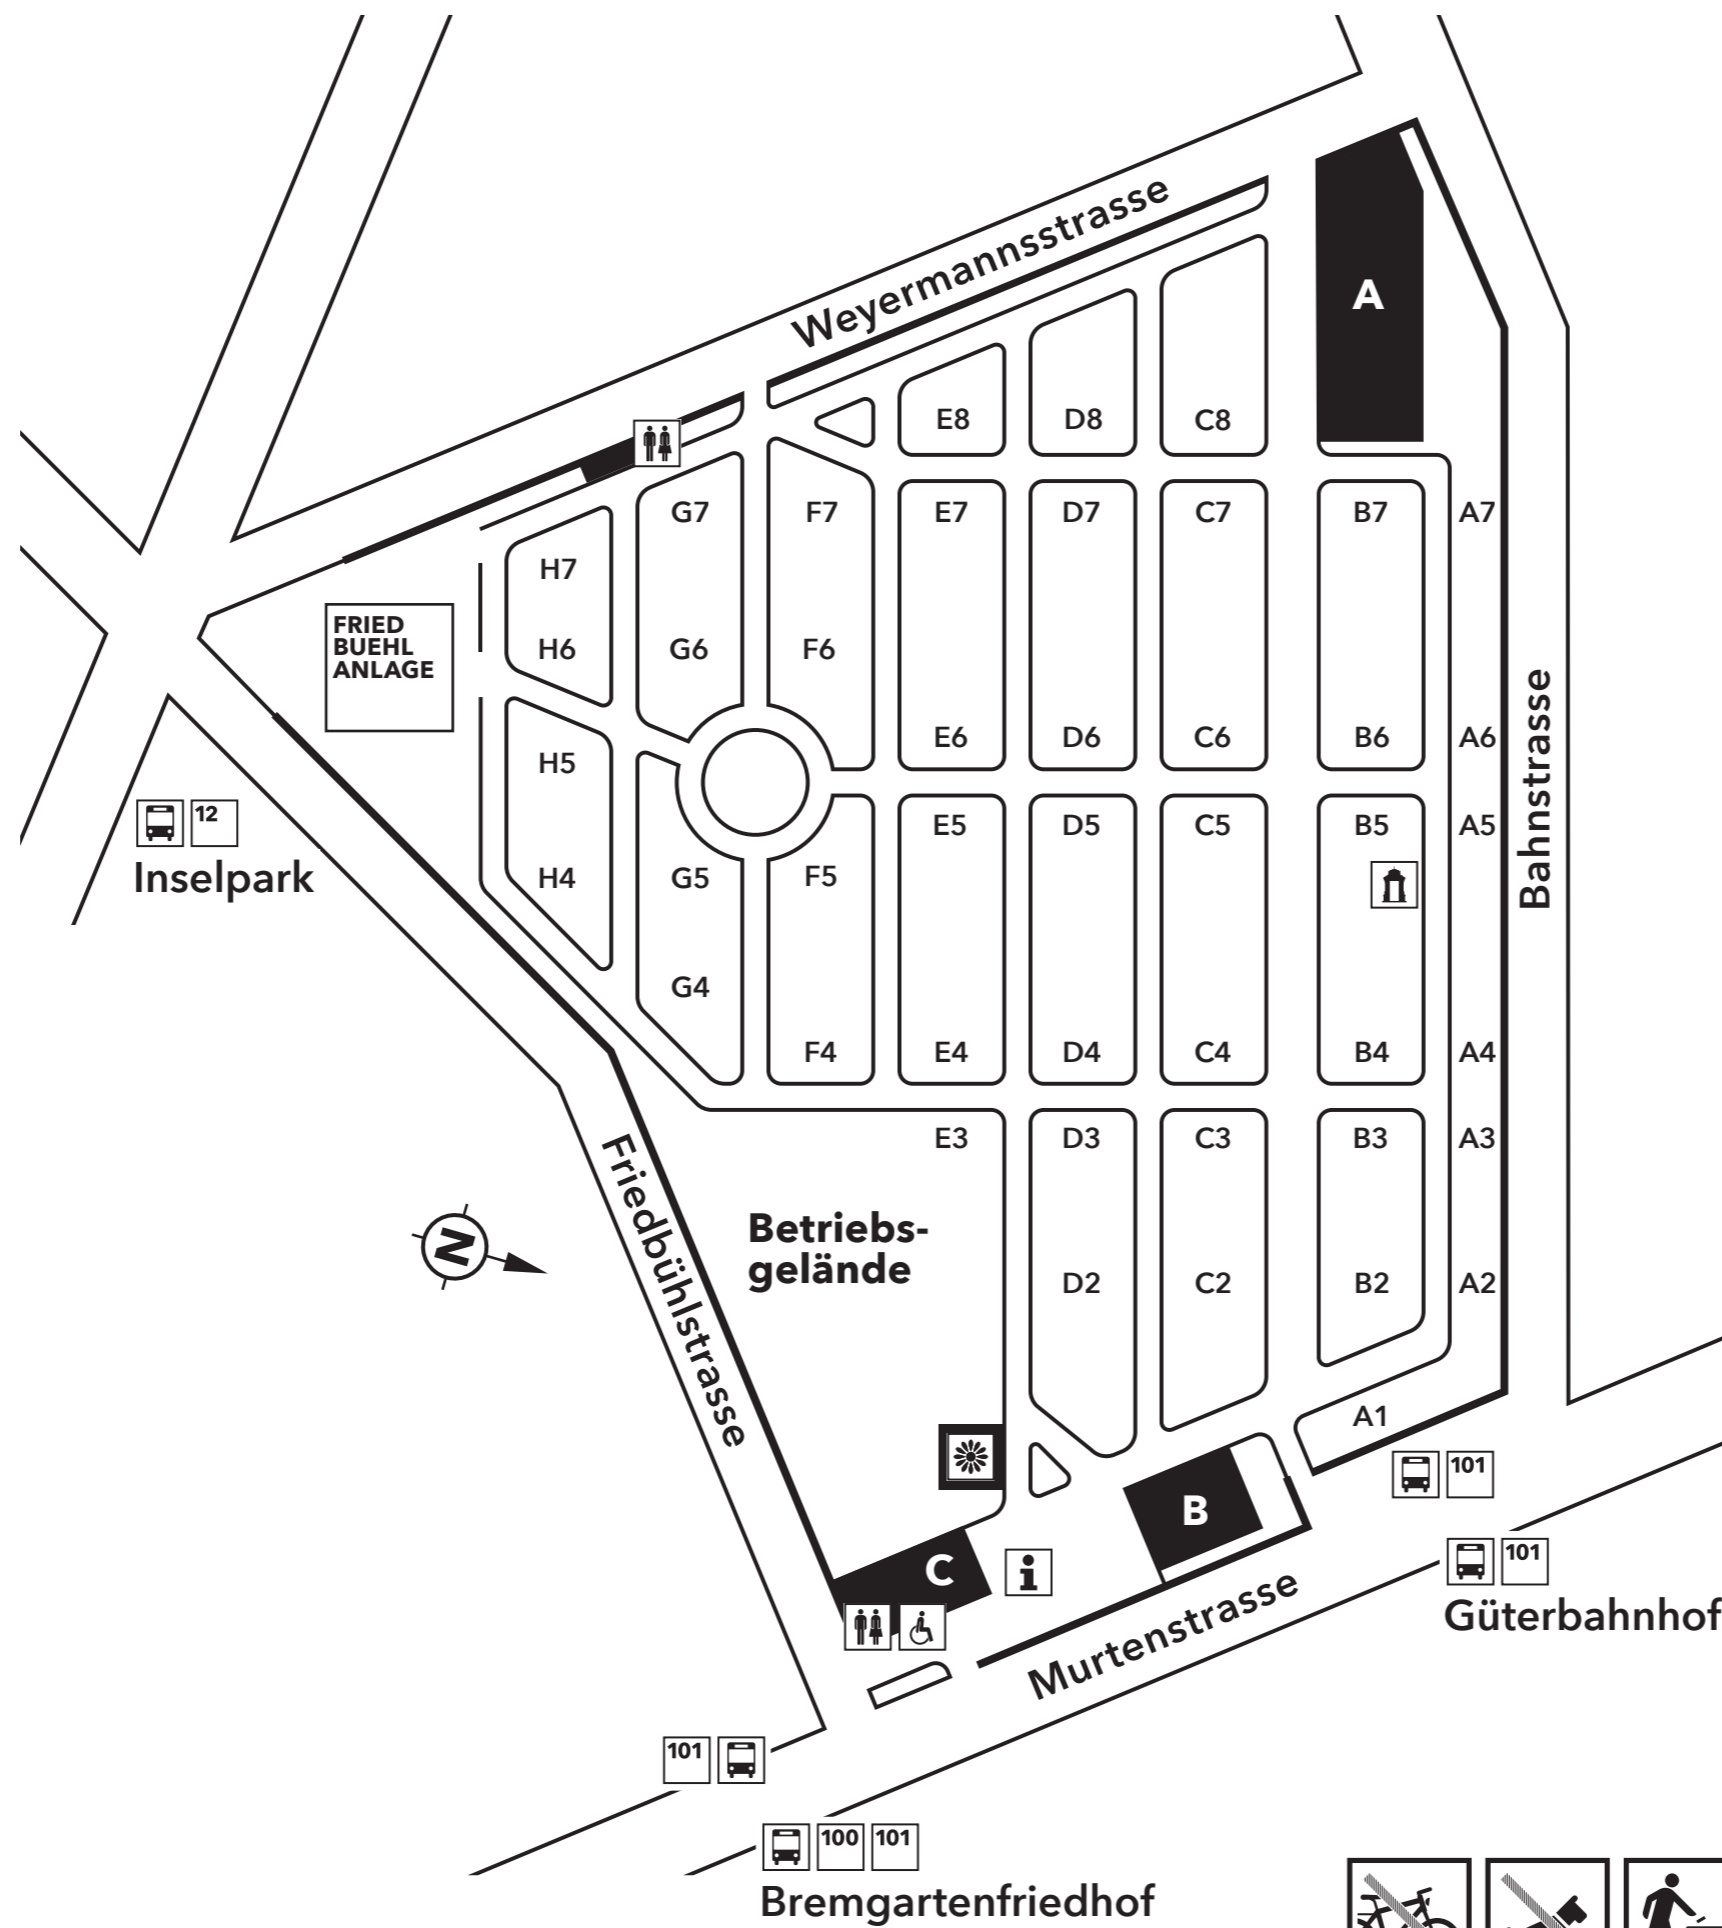 Weyermannsstrasse
A
E8 D8 C8
G7 F7 E7 D7 C7 B7 A7
H7
FRIED
BUEHL
ANLAGE
H6 G6 F6
E6 D6 C6 B6 A6
H5
Bahnstrasse
12
Inselpark
E5 D5 C5 B5 A5
H4 G5 F5
G4
F4 E4 D4 C4 B4 A4
E3 D3 C3 B3 A3
Friedbühlstrasse
N
Betriebs-
gelände
D2 C2 B2 A2
A1
101
B
C
i
101
Güterbahnhof
Murtenstrasse
101
100 101
Bremgartenfriedhof